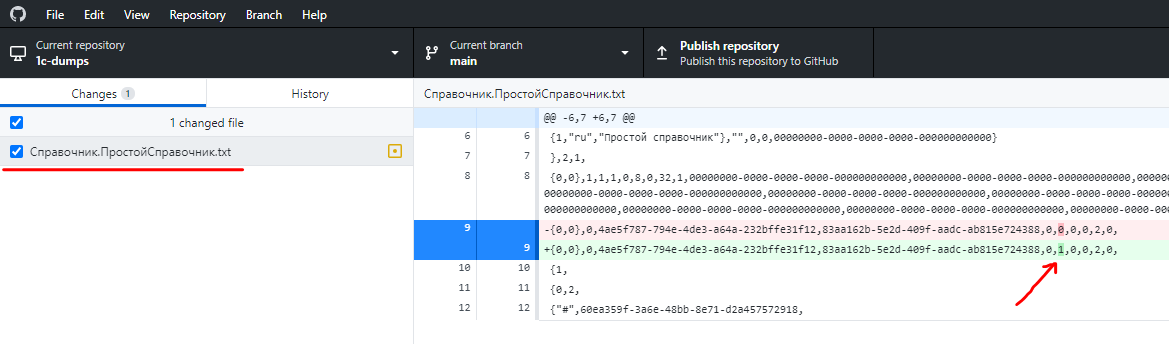 File Edit View Repository Branch Help
Current repository
1c-dumps
Current branch
main
Publish repository
Publish this repository to GitHub
Changes 1
History
1 changed file
Справочник.ПростойСправочник.txt
Справочник.ПростойСправочник.txt
@@ -6,7 +6,7 @@
6 6 {1,"ru","Простой справочник"},"",0,0,00000000-0000-0000-0000-000000000000}
7 7 },2,1,
8 8 {0,0},1,1,1,0,8,0,32,1,00000000-0000-0000-0000-000000000000,00000000-0000-0000-0000-000000000000,000000
00000000-0000-0000-0000-000000000000,00000000-0000-0000-0000-000000000000,00000000-0000-0000-0000-00000
000000000000,00000000-0000-0000-0000-000000000000,00000000-0000-0000-0000-000000000000,00000000-0000-00
9 -{0,0},0,4ae5f787-794e-4de3-a64a-232bffe31f12,83aa162b-5e2d-409f-aadc-ab815e724388,0,0,0,0,2,0,
9 +{0,0},0,4ae5f787-794e-4de3-a64a-232bffe31f12,83aa162b-5e2d-409f-aadc-ab815e724388,0,1,0,0,2,0,
10 10 {1,
11 11 {0,2,
12 12 {"#",60ea359f-3a6e-48bb-8e71-d2a457572918,